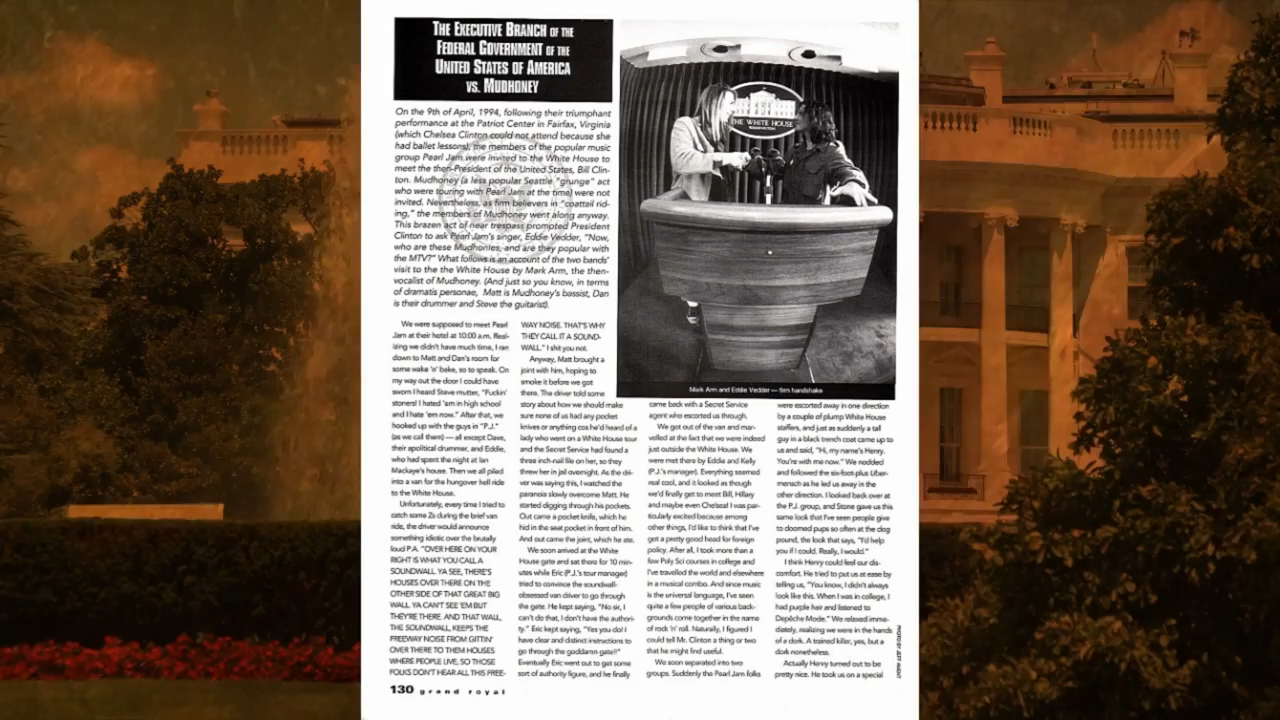 THE EXECUTIVE BRANCH OF THE
FEDERAL GOVERNMENT OF THE
UNITED STATES OF AMERICA
VS. MUDHONEY
On the 9th of April, 1994, following their triumphant
performance at the Patriot Center in Fairfax, Virginia
(which Chelsea Clinton could not attend because she
had ballet lessons), the members of the popular music
group Pearl Jam were invited to the White House to
meet the then-President of the United States, Bill Clin-
ton. Mudhoney (a less popular Seattle "grunge" act
who were touring with Pearl Jam at the time) were not
invited. Nevertheless, as firm believers in "coattail rid-
ing," the members of Mudhoney went along anyway.
This brazen act of near trespass prompted President
Clinton to ask Pearl Jam's singer, Eddie Vedder, "Now,
who are these Mudhonies, and are they popular with
the MTV?" What follows is an account of the two bands'
visit to the the White House by Mark Arm, the then-
vocalist of Mudhoney. (And just so you know, in terms
of dramatis personae, Matt is Mudhoney's bassist, Dan
is their drummer and Steve the guitarist).
THE WHITE HOUSE
WASHINGTON
Mark Arm and Eddie Vedder — firm handshake
We were supposed to meet Pearl
Jam at their hotel at 10:00 a.m. Real-
izing we didn't have much time, I ran
down to Matt and Dan's room for
some wake 'n' bake, so to speak. On
my way out the door I could have
sworn I heard Steve mutter, "Fuckin'
stoners! I hated 'em in high school
and I hate 'em now." After that, we
hooked up with the guys in "P.J."
(as we call them) — all except Dave,
their apolitical drummer, and Eddie,
who had spent the night at Ian
Mackaye's house. Then we all piled
into a van for the hungover hell ride
to the White House.
Unfortunately, every time I tried to
catch some Zs during the brief van
ride, the driver would announce
something idiotic over the brutally
loud P.A. "OVER HERE ON YOUR
RIGHT IS WHAT YOU CALL A
SOUNDWALL. YA SEE, THERE'S
HOUSES OVER THERE ON THE
OTHER SIDE OF THAT GREAT BIG
WALL. YA CAN'T SEE 'EM BUT
THEY'RE THERE. AND THAT WALL,
THE SOUNDWALL, KEEPS THE
FREEWAY NOISE FROM GITTIN'
OVER THERE TO THEM HOUSES
WHERE PEOPLE LIVE, SO THOSE
FOLKS DON'T HEAR ALL THIS FREE-
WAY NOISE. THAT'S WHY
THEY CALL IT A SOUND-
WALL." I shit you not.
Anyway, Matt brought a
joint with him, hoping to
smoke it before we got
there. The driver told some
story about how we should make
sure none of us had any pocket
knives or anything cos he'd heard of a
lady who went on a White House tour
and the Secret Service had found a
three inch-nail file on her, so they
threw her in jail overnight. As the dri-
ver was saying this, I watched the
paranoia slowly overcome Matt. He
started digging through his pockets.
Out came a pocket knife, which he
hid in the seat pocket in front of him.
And out came the joint, which he ate.
We soon arrived at the White
House gate and sat there for 10 min-
utes while Eric (P.J.'s tour manager)
tried to convince the soundwall-
obsessed van driver to go through
the gate. He kept saying, "No sir, I
can't do that, I don't have the authori-
ty." Eric kept saying, "Yes you do! I
have clear and distinct instructions to
go through the goddamn gate!!"
Eventually Eric went out to get some
sort of authority figure, and he finally
came back with a Secret Service
agent who escorted us through.
We got out of the van and mar-
velled at the fact that we were indeed
just outside the White House. We
were met there by Eddie and Kelly
(P.J.'s manager). Everything seemed
real cool, and it looked as though
we'd finally get to meet Bill, Hillary
and maybe even Chelsea! I was par-
ticularly excited because among
other things, I'd like to think that I've
got a pretty good head for foreign
policy. After all, I took more than a
few Poly Sci courses in college and
I've travelled the world and elsewhere
in a musical combo. And since music
is the universal language, I've seen
quite a few people of various back-
grounds come together in the name
of rock 'n' roll. Naturally, I figured I
could tell Mr. Clinton a thing or two
that he might find useful.
We soon separated into two
groups. Suddenly the Pearl Jam folks
were escorted away in one direction
by a couple of plump White House
staffers, and just as suddenly a tall
guy in a black trench coat came up to
us and said, "Hi, my name's Henry.
You're with me now." We nodded
and followed the six-foot-plus Uber-
mensch as he led us away in the
other direction. I looked back over at
the P.J. group, and Stone gave us this
same look that I've seen people give
to doomed pups so often at the dog
pound, the look that says, "I'd help
you if I could. Really, I would."
I think Henry could feel our dis-
comfort. He tried to put us at ease by
telling us, "You know, I didn't always
look like this. When I was in college, I
had purple hair and listened to
Depêche Mode." We relaxed imme-
diately, realizing we were in the hands
of a dork. A trained killer, yes, but a
dork nonetheless.
Actually Henry turned out to be
pretty nice. He took us on a special
PHOTO BY JEFF AMENT
130 grand royal